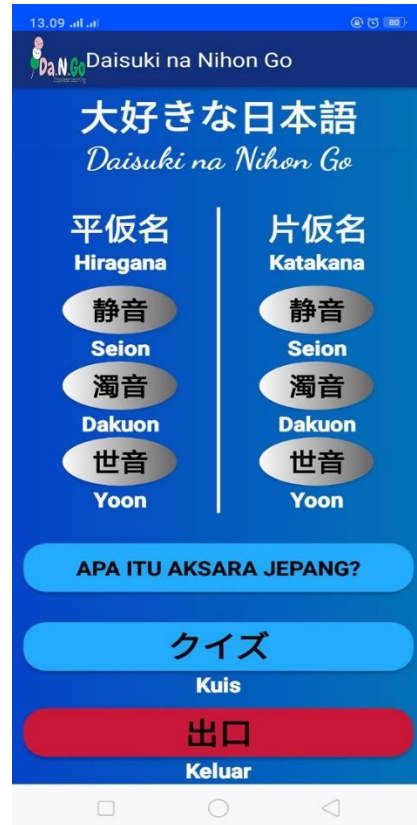 13.09
80
Da.N.Go Daisuki na Nihon Go
大好きな日本語
Daisuki na Nihon Go
平仮名
Hiragana
静音
Seion
濁音
Dakuon
世音
Yoon
片仮名
Katakana
静音
Seion
濁音
Dakuon
世音
Yoon
APA ITU AKSARA JEPANG?
クイズ
Kuis
出口
Keluar